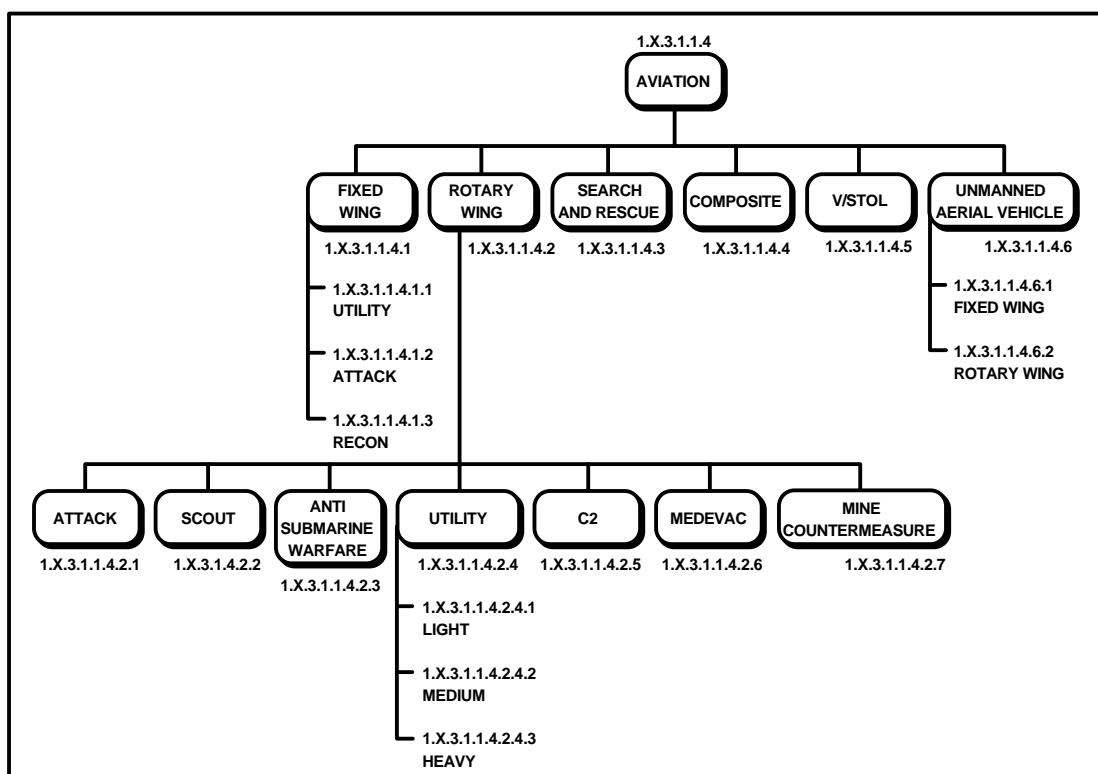 1.X.3.1.1.4
AVIATION
FIXED
WING
1.X.3.1.1.4.1
ROTARY
WING
1.X.3.1.1.4.2
SEARCH
AND RESCUE
1.X.3.1.1.4.3
COMPOSITE
1.X.3.1.1.4.4
V/STOL
1.X.3.1.1.4.5
UNMANNED
AERIAL VEHICLE
1.X.3.1.1.4.6
1.X.3.1.1.4.1.1
UTILITY
1.X.3.1.1.4.1.2
ATTACK
1.X.3.1.1.4.1.3
RECON
1.X.3.1.1.4.6.1
FIXED WING
1.X.3.1.1.4.6.2
ROTARY WING
ATTACK
1.X.3.1.1.4.2.1
SCOUT
1.X.3.1.4.2.2
ANTI
SUBMARINE
WARFARE
1.X.3.1.1.4.2.3
UTILITY
1.X.3.1.1.4.2.4
C2
1.X.3.1.1.4.2.5
MEDEVAC
1.X.3.1.1.4.2.6
MINE
COUNTERMEASURE
1.X.3.1.1.4.2.7
1.X.3.1.1.4.2.4.1
LIGHT
1.X.3.1.1.4.2.4.2
MEDIUM
1.X.3.1.1.4.2.4.3
HEAVY